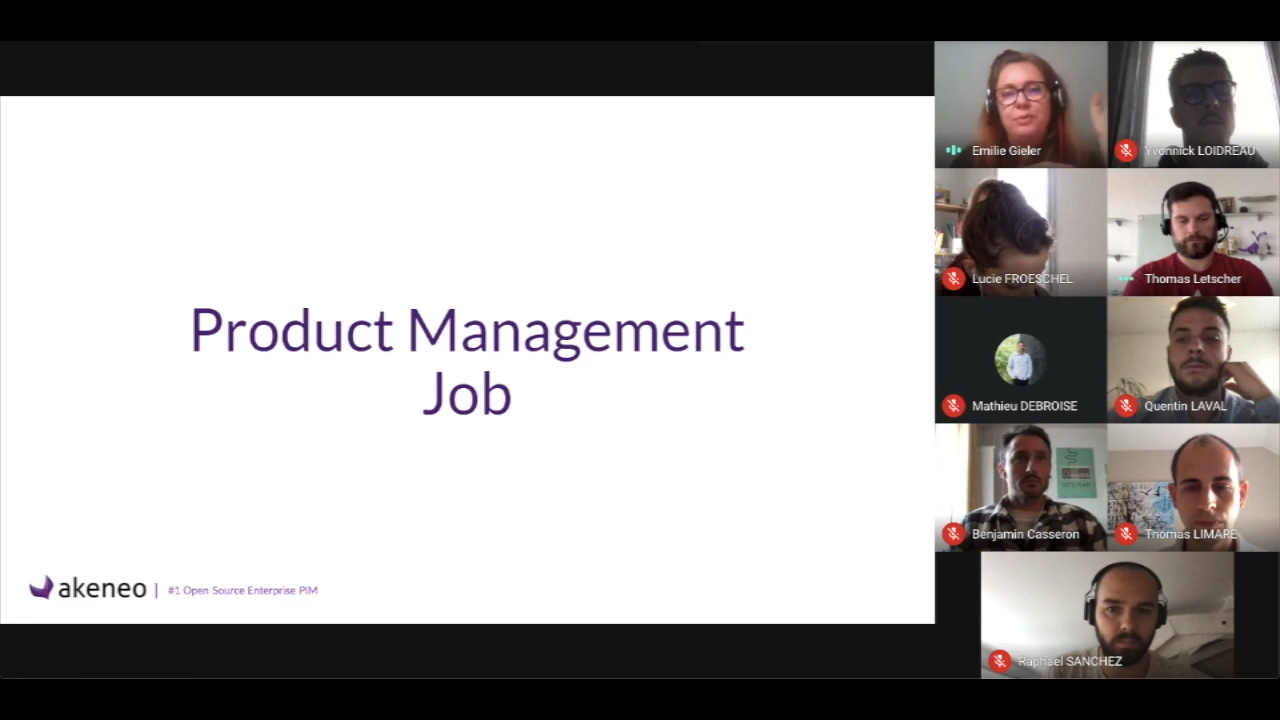 Product Management
Job
akeneo | #1 Open Source Enterprise PIM
Emilie Gieler
Yvonnick LOIDREAU
Lucie FROESCHEL
Thomas Letscher
Mathieu DEBROISE
Quentin LAVAL
Benjamin Casseron
Thomas LIMARE
Raphael SANCHEZ